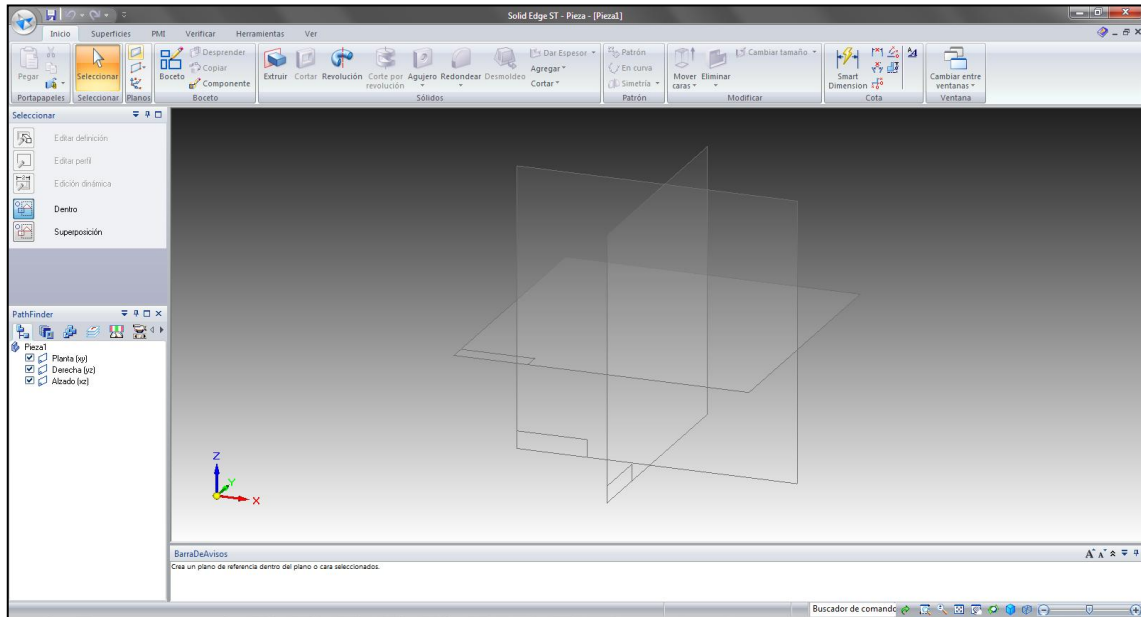 Solid Edge ST - Pieza - [Pieza1]
Inicio Superficies PMI Verificar Herramientas Ver
Pegar
Portapapeles
Seleccionar
Seleccionar
Planos
Boceto
Desprender
Copiar
Componente
Boceto
Extruir Cortar Revolución Corte por revolución Agujero Redondear Desmoldeo
Dar Espesor
Agregar
Cortar
Sólidos
Patrón
En curva
Simetría
Patrón
Mover caras Eliminar
Cambiar tamaño
Modificar
Smart Dimension
Cota
Cambiar entre ventanas
Ventana
Seleccionar
Editar definición
Editar perfil
Edición dinámica
Dentro
Superposición
PathFinder
Pieza1
Planta (xy)
Derecha (yz)
Alzado (xz)
Z
Y
X
BarraDeAvisos
Crea un plano de referencia dentro del plano o cara seleccionados.
Buscador de comando